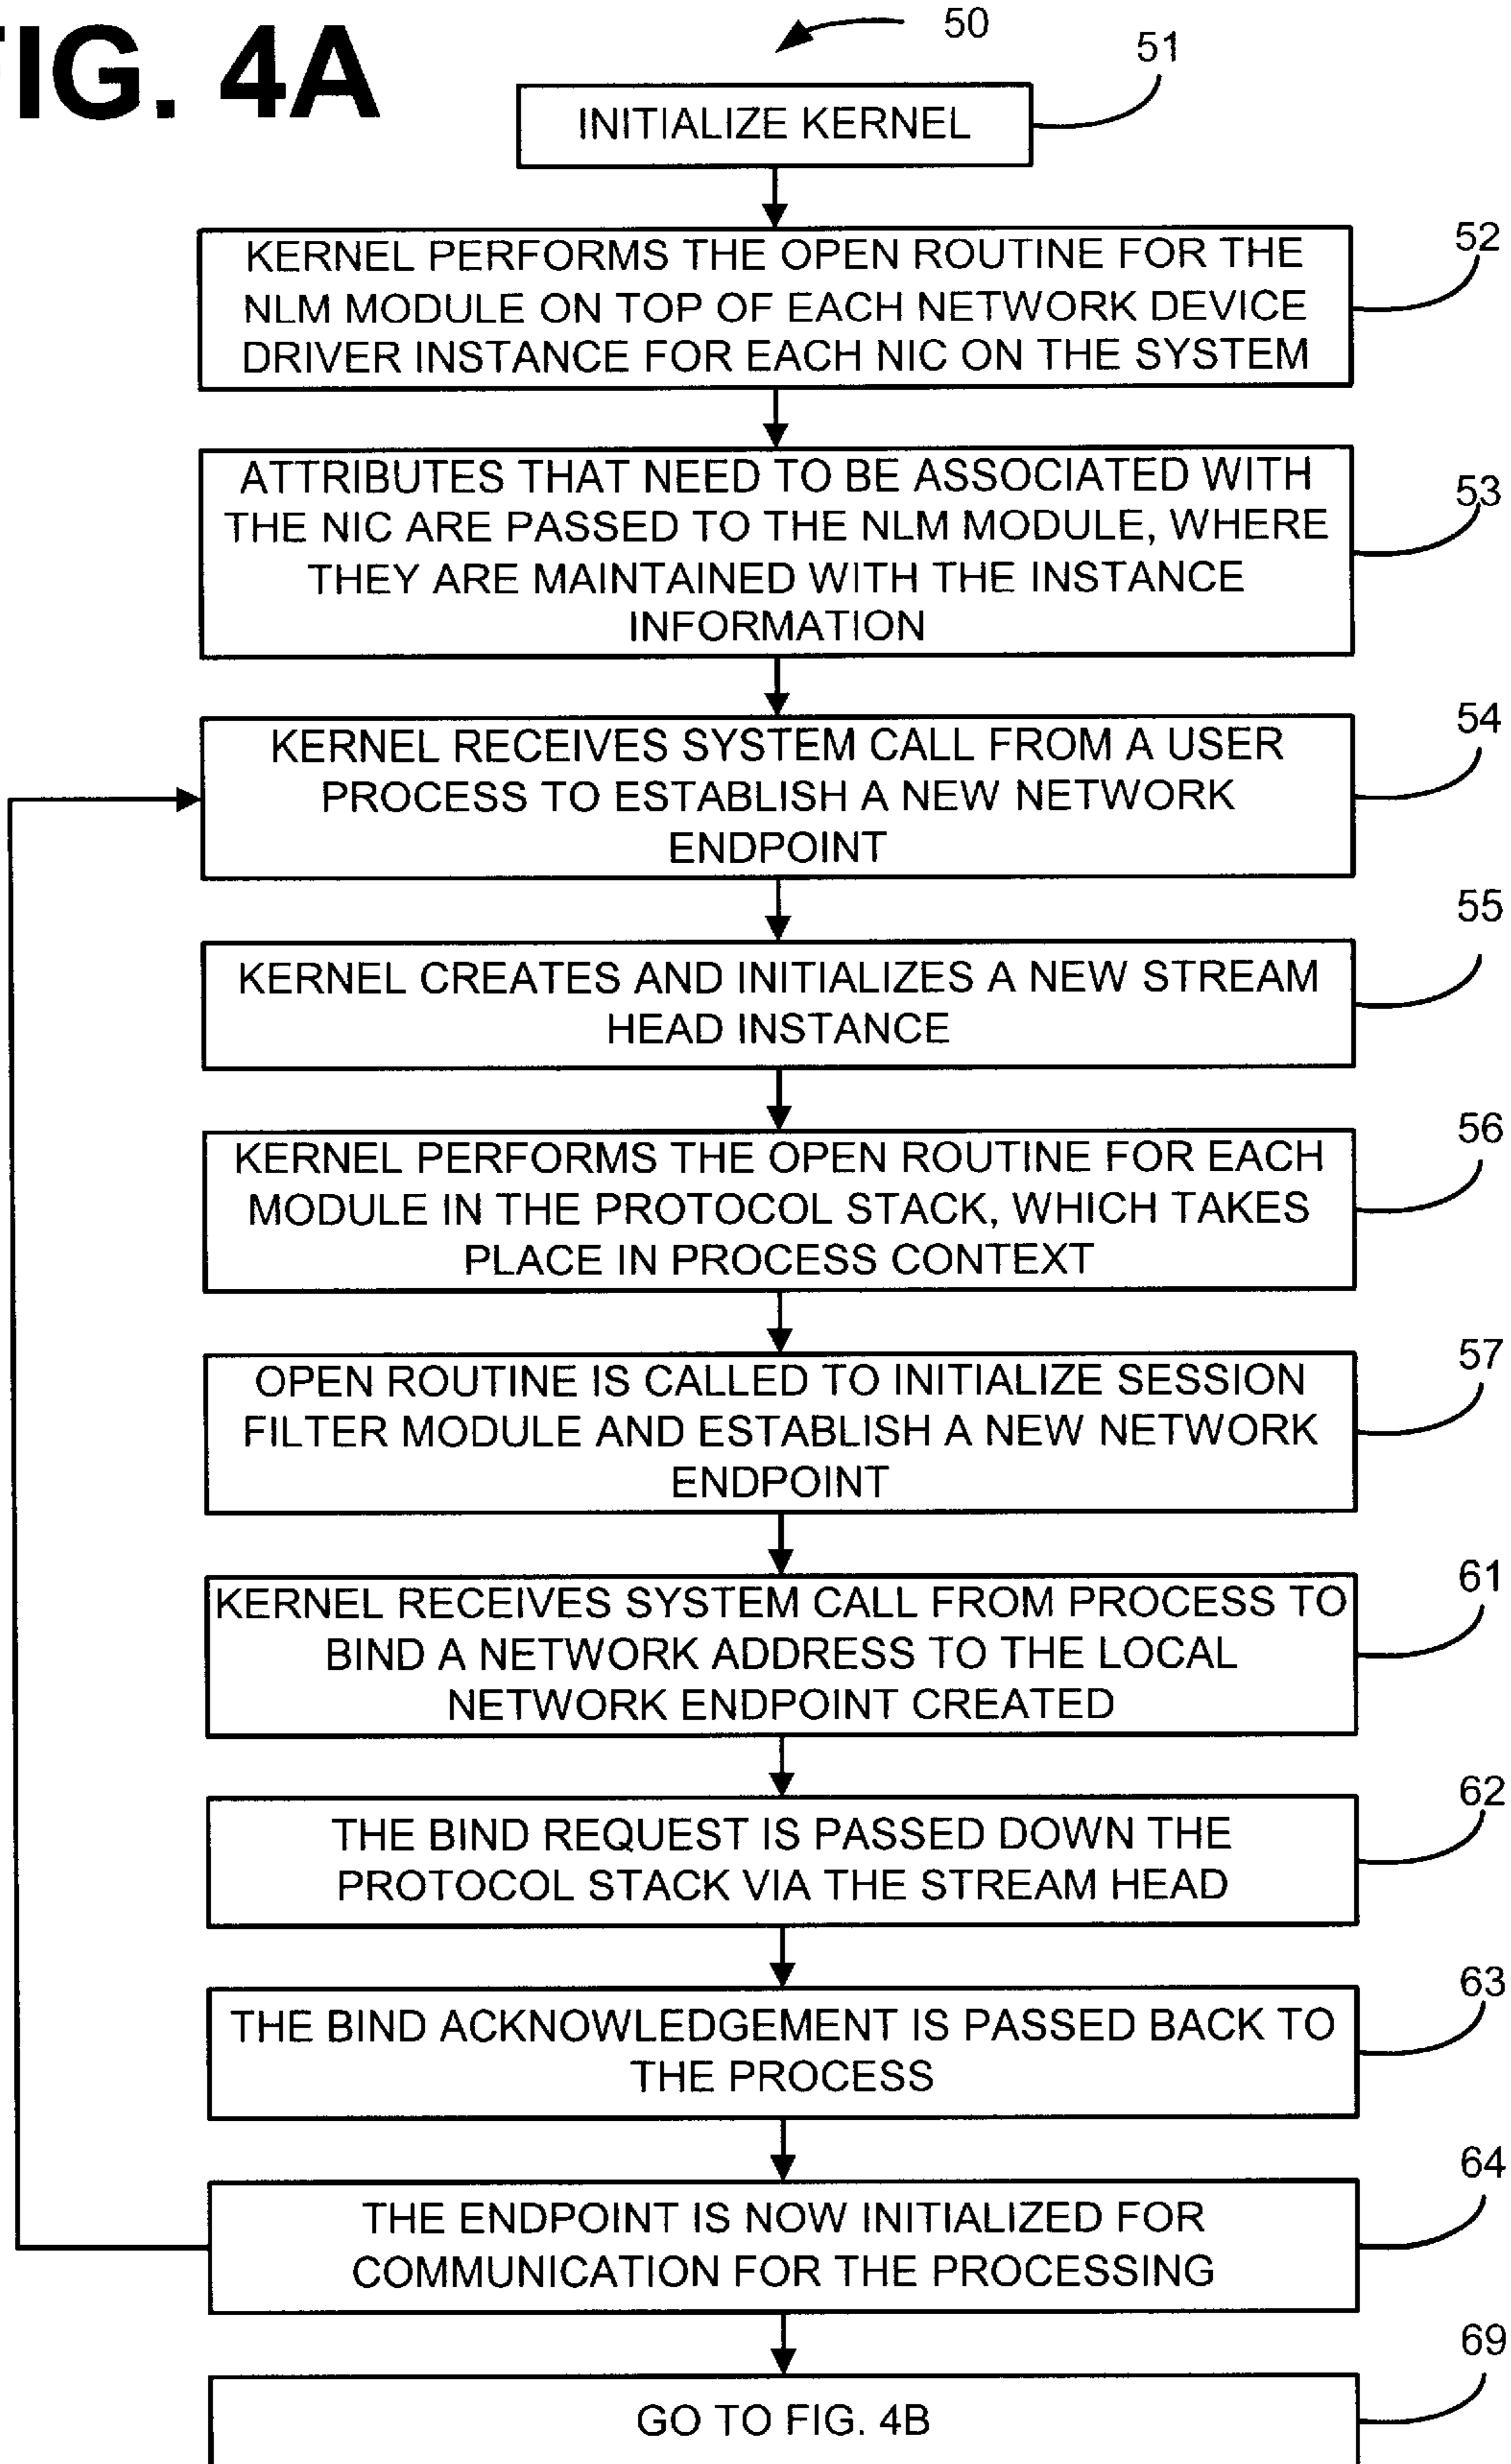 FIG. 4A
50
51
INITIALIZE KERNEL
52
KERNEL PERFORMS THE OPEN ROUTINE FOR THE
NLM MODULE ON TOP OF EACH NETWORK DEVICE
DRIVER INSTANCE FOR EACH NIC ON THE SYSTEM
53
ATTRIBUTES THAT NEED TO BE ASSOCIATED WITH
THE NIC ARE PASSED TO THE NLM MODULE, WHERE
THEY ARE MAINTAINED WITH THE INSTANCE
INFORMATION
54
KERNEL RECEIVES SYSTEM CALL FROM A USER
PROCESS TO ESTABLISH A NEW NETWORK
ENDPOINT
55
KERNEL CREATES AND INITIALIZES A NEW STREAM
HEAD INSTANCE
56
KERNEL PERFORMS THE OPEN ROUTINE FOR EACH
MODULE IN THE PROTOCOL STACK, WHICH TAKES
PLACE IN PROCESS CONTEXT
57
OPEN ROUTINE IS CALLED TO INITIALIZE SESSION
FILTER MODULE AND ESTABLISH A NEW NETWORK
ENDPOINT
61
KERNEL RECEIVES SYSTEM CALL FROM PROCESS TO
BIND A NETWORK ADDRESS TO THE LOCAL
NETWORK ENDPOINT CREATED
62
THE BIND REQUEST IS PASSED DOWN THE
PROTOCOL STACK VIA THE STREAM HEAD
63
THE BIND ACKNOWLEDGEMENT IS PASSED BACK TO
THE PROCESS
64
THE ENDPOINT IS NOW INITIALIZED FOR
COMMUNICATION FOR THE PROCESSING
69
GO TO FIG. 4B